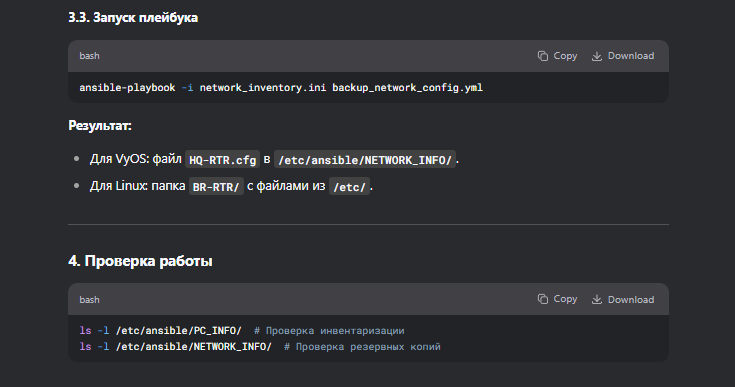 3.3. Запуск плейбука
bash Copy Download
ansible-playbook -i network_inventory.ini backup_network_config.yml
Результат:
• Для VyOS: файл HQ-RTR.cfg в /etc/ansible/NETWORK_INFO/.
• Для Linux: папка BR-RTR/ с файлами из /etc/.
4. Проверка работы
bash Copy Download
ls -l /etc/ansible/PC_INFO/  # Проверка инвентаризации
ls -l /etc/ansible/NETWORK_INFO/  # Проверка резервных копий